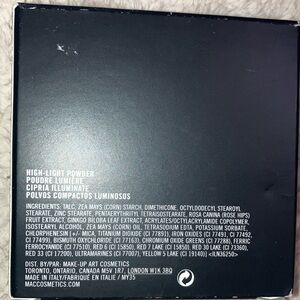 HIGH-LIGHT POWDER
POUDRE LUMIÈRE
CIPRIA ILLUMINATE
POLVOS COMPACTOS LUMINOSOS
INGREDIENTS: TALC, ZEA MAYS (CORN) STARCH, DIMETHICONE, OCTYLDODECYL STEAROYL
STEARATE, ZINC STEARATE, PENTAERYTHRITYL TETRAISOSTEARATE, ROSA CANINA (ROSE HIPS)
FRUIT EXTRACT, GINKGO BILOBA LEAF EXTRACT, ACRYLATES/OCTYLACRYLAMIDE COPOLYMER,
ISOSTEARYL ALCOHOL, ZEA MAYS (CORN) OIL, TETRASODIUM EDTA, POTASSIUM SORBATE,
CHLORPHENESIN [+/- MICA, TITANIUM DIOXIDE (CI 77891), IRON OXIDES (CI 77491, CI 77492,
CI 77499), BISMUTH OXYCHLORIDE (CI 77163), CHROMIUM OXIDE GREENS (CI 77288), FERRIC
FERROCYANIDE (CI 77510), RED 6 (CI 15850), RED 7 LAKE (CI 15850), RED 30 LAKE (CI 73360),
RED 33 (CI 17200), ULTRAMARINES (CI 77007), YELLOW 5 LAKE (CI 19140)] <ILN36250>
DIST. BY/PAR: MAKE-UP ART COSMETICS
TORONTO, ONTARIO, CANADA M5V 1R7, LONDON W1K 3BQ
MADE IN ITALY/FABRIQUÉ EN ITALIE / MY35
MACCOSMETICS.COM